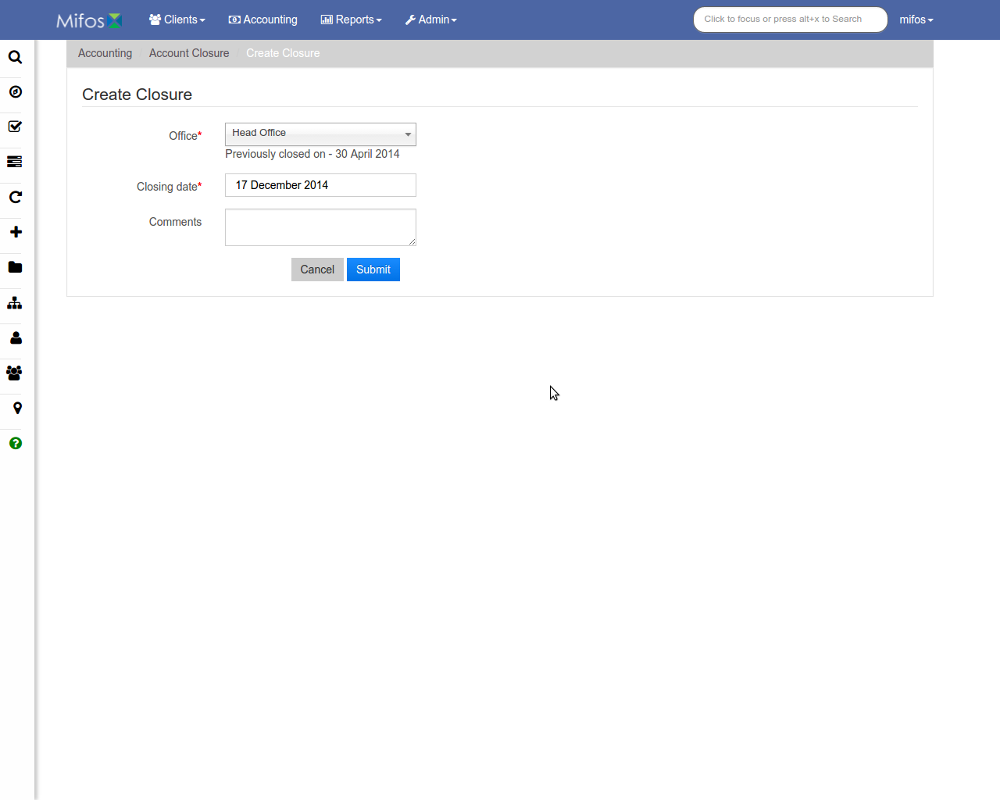 Mifos Clients Accounting Reports Admin Click to focus or press alt+x to Search mifos
Accounting Account Closure Create Closure
Create Closure
Office* Head Office
Previously closed on - 30 April 2014
Closing date* 17 December 2014
Comments
Cancel Submit